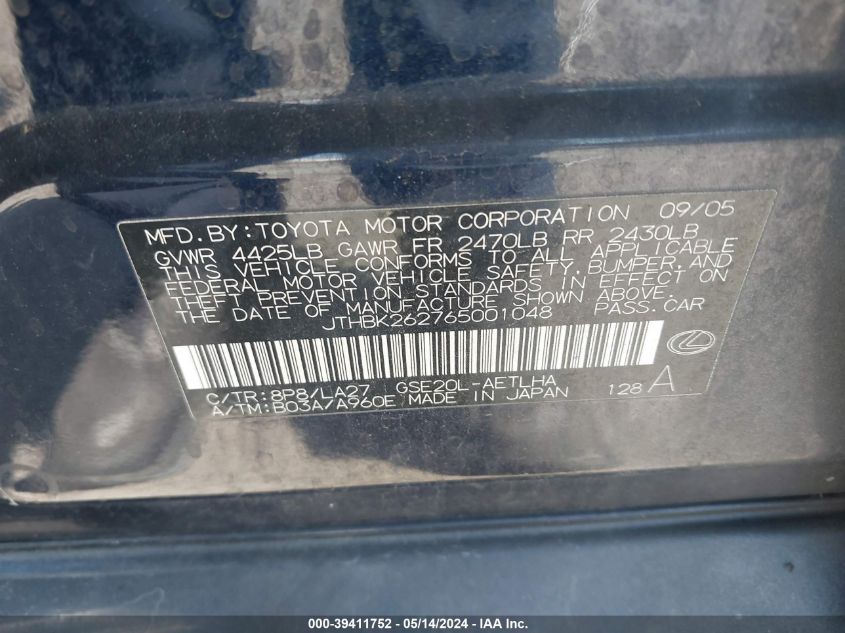 MFD. BY: TOYOTA MOTOR CORPORATION 09/05
GVWR 4425LB GAWR FR 2470LB RR 2430LB
THIS VEHICLE CONFORMS TO ALL APPLICABLE
FEDERAL MOTOR VEHICLE SAFETY, BUMPER, AND
THEFT PREVENTION STANDARDS IN EFFECT ON
THE DATE OF MANUFACTURE SHOWN ABOVE.
JTHBK262765001048 PASS. CAR
C/TR: 8P8/LA27 GSE20L-AETLHA
A/TM: B03A/A960E MADE IN JAPAN 128 A
000-39411752 - 05/14/2024 - IAA Inc.